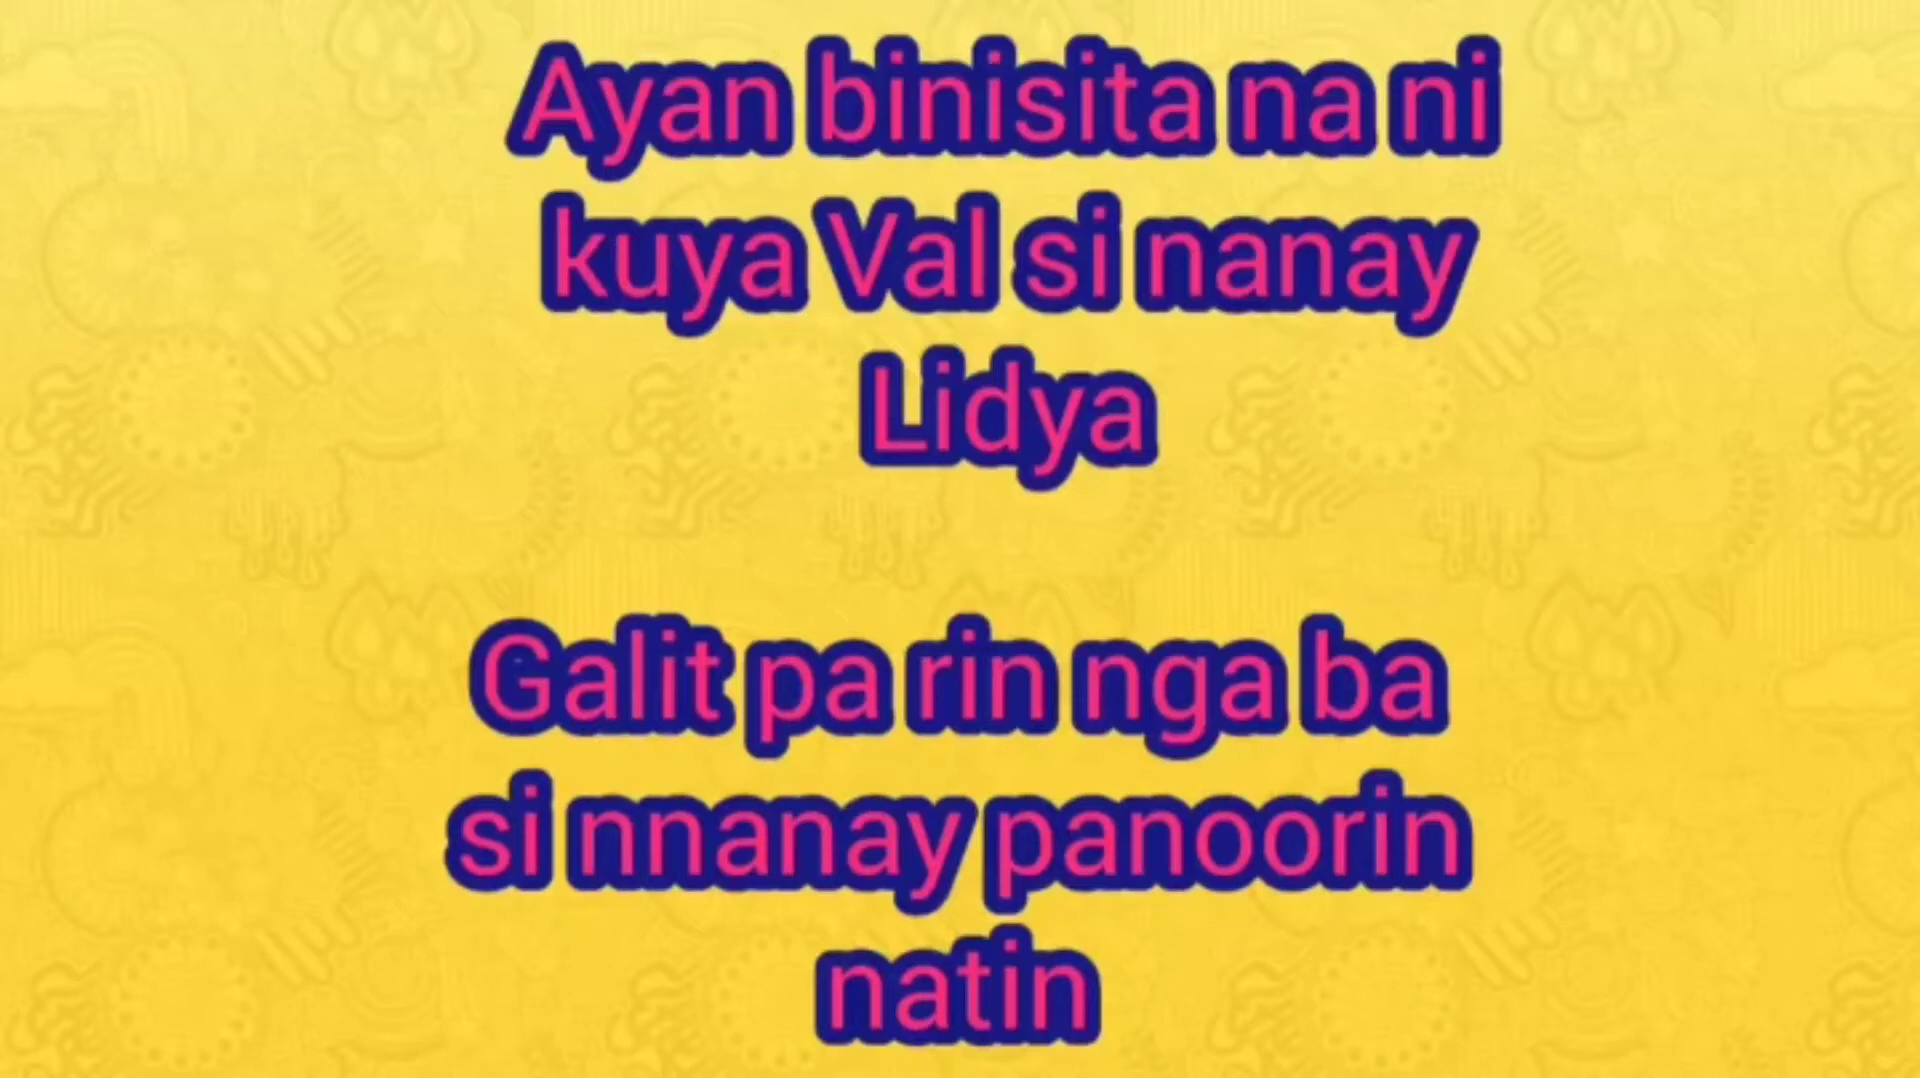 Ayan binisita na ni
kuya Val si nanay
Lidya
Galit pa rin nga ba
si nnanay panoorin
natin